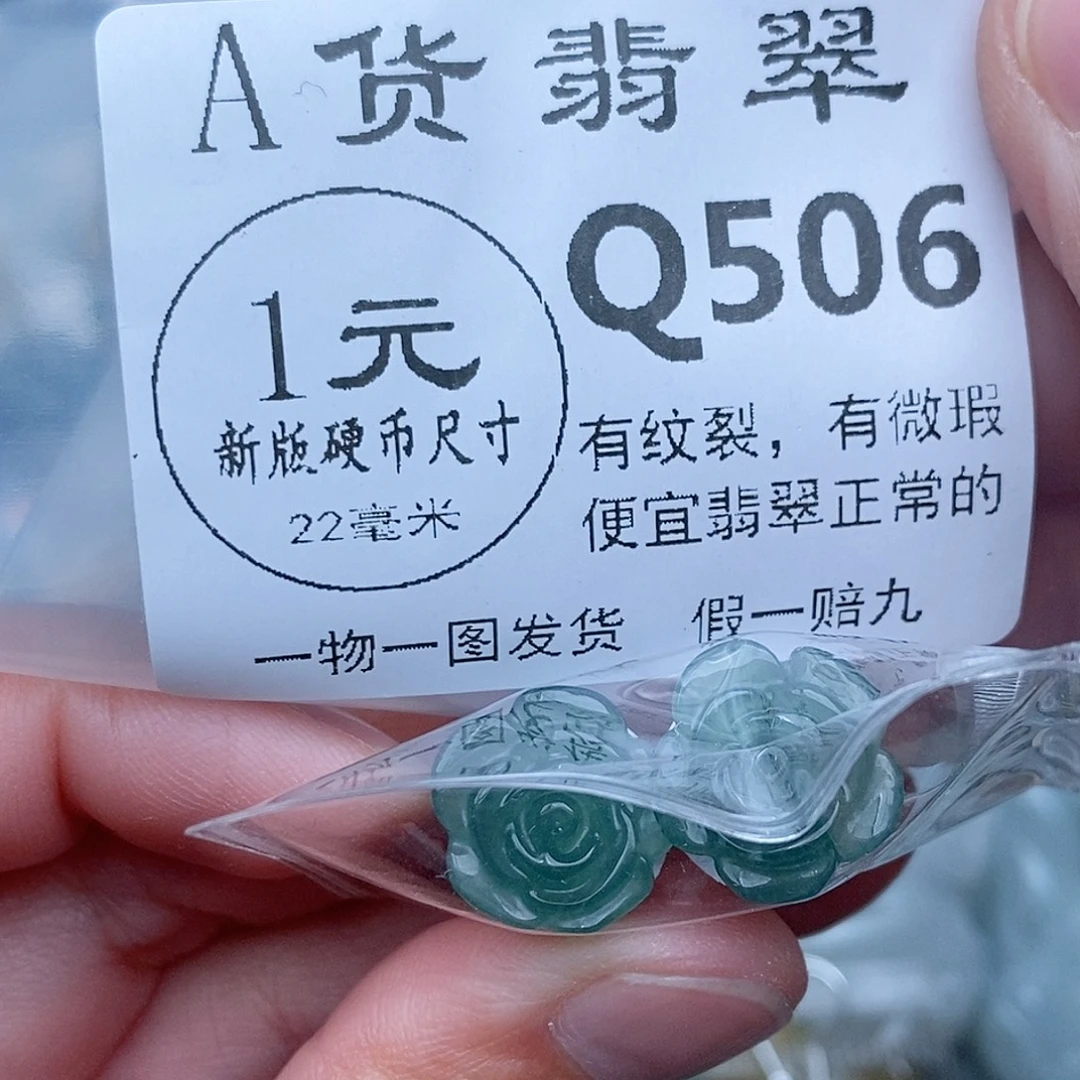 A货翡翠
Q506
1元
新版硬币尺寸
22毫米
有纹裂，有微瑕
便宜翡翠正常的
一物一图发货 假一赔九